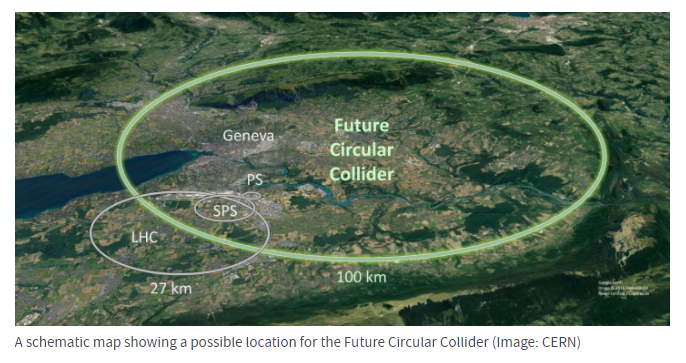 Geneva
Future
Circular
Collider
PS
SPS
LHC
27 km
100 km
A schematic map showing a possible location for the Future Circular Collider (Image: CERN)